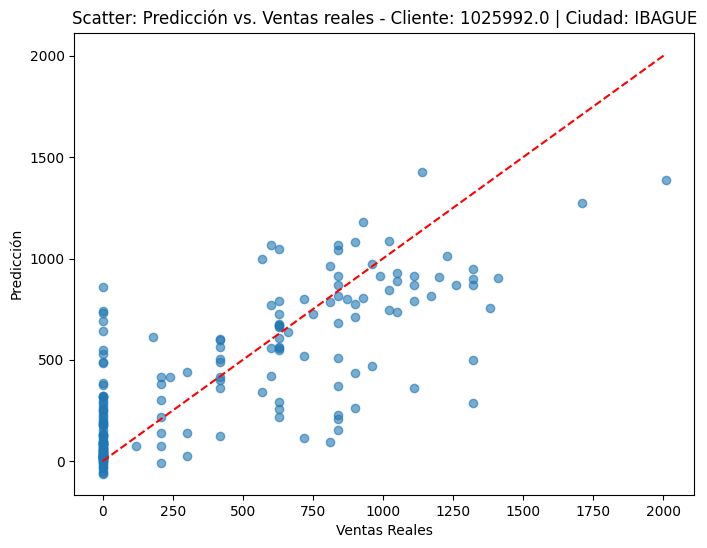 Scatter: Predicción vs. Ventas reales - Cliente: 1025992.0 | Ciudad: IBAGUE
2000
1500
1000
500
0
Predicción
0 250 500 750 1000 1250 1500 1750 2000
Ventas Reales